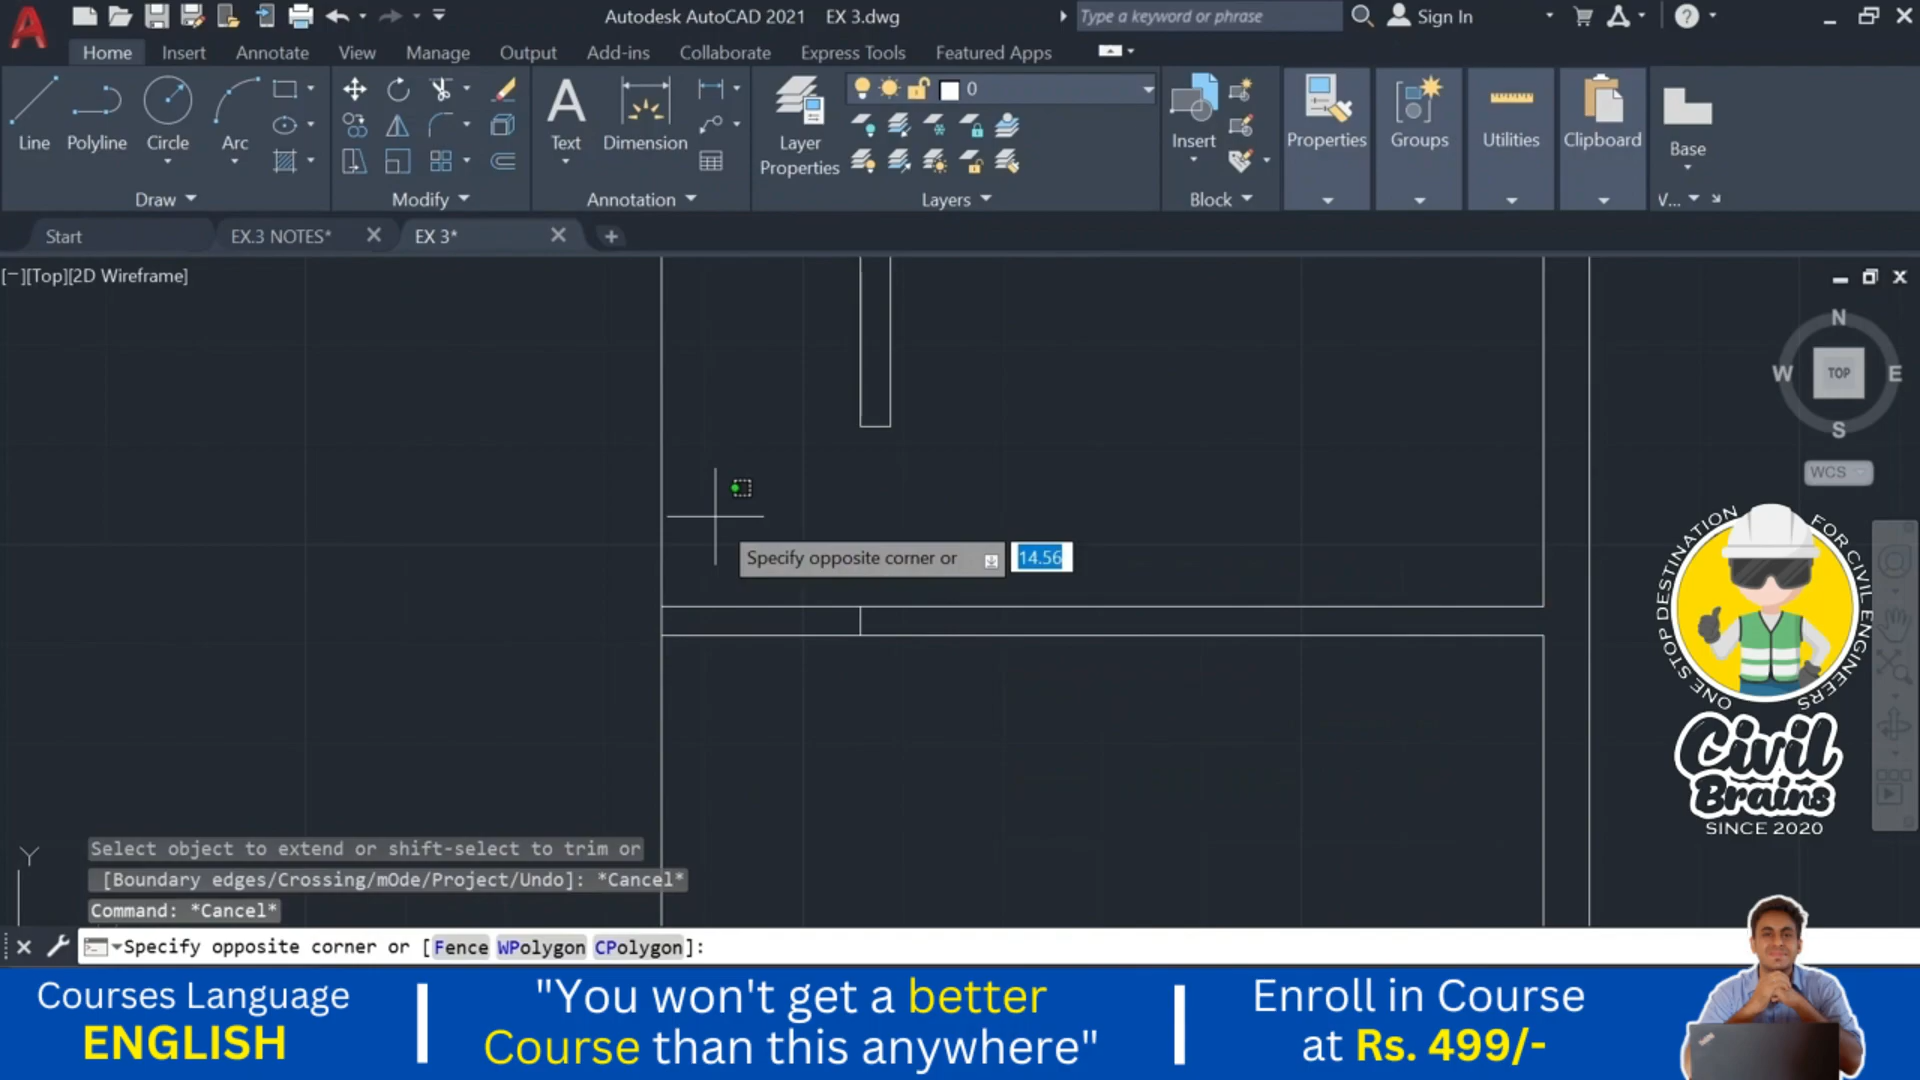 Autodesk AutoCAD 2021 EX 3.dwg
Type a keyword or phrase
Sign In
Home Insert Annotate View Manage Output Add-ins Collaborate Express Tools Featured Apps
Line Polyline Circle Arc
Text Dimension
Layer Properties
0
Insert
Properties Groups Utilities Clipboard Base
Draw Modify Annotation Layers Block V...
Start EX.3 NOTES* EX 3*
[−][Top][2D Wireframe]
N
W TOP E
S
WCS
Specify opposite corner or 14.56
ONE STOP DESTINATION FOR CIVIL ENGINEERS
Civil
Brains
SINCE 2020
Y
Select object to extend or shift-select to trim or
[Boundary edges/Crossing/mOde/Project/Undo]: *Cancel*
Command: *Cancel*
Specify opposite corner or [Fence WPolygon CPolygon]:
Courses Language
ENGLISH
"You won't get a better
Course than this anywhere"
Enroll in Course
at Rs. 499/-